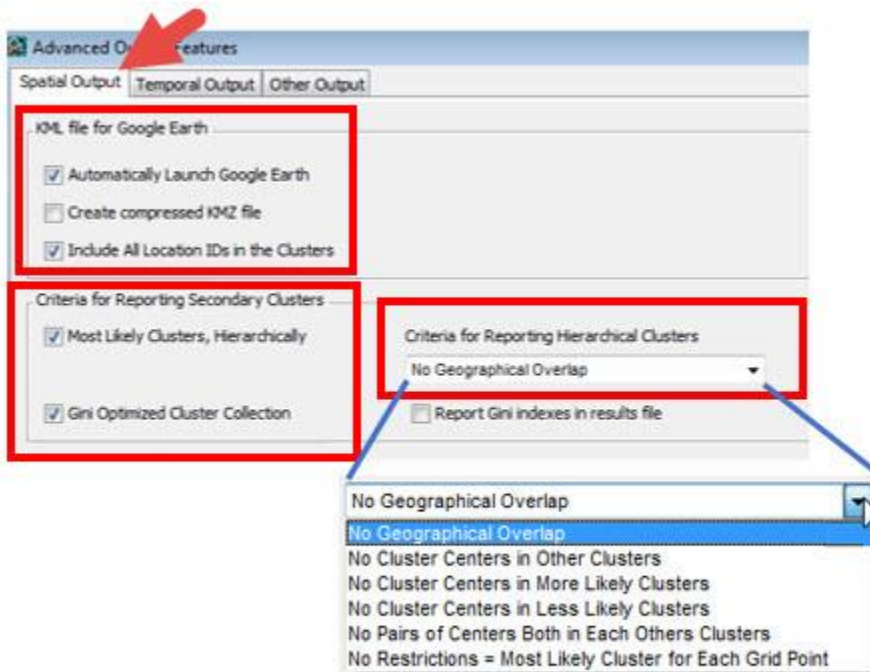 Advanced O Features
Spatial Output Temporal Output Other Output
KML file for Google Earth
Automatically Launch Google Earth
Create compressed KMZ file
Include All Location IDs in the Clusters
Criteria for Reporting Secondary Clusters
Most Likely Clusters, Hierarchically
Criteria for Reporting Hierarchical Clusters
No Geographical Overlap
Gini Optimized Cluster Collection
Report Gini indexes in results file
No Geographical Overlap
No Geographical Overlap
No Cluster Centers in Other Clusters
No Cluster Centers in More Likely Clusters
No Cluster Centers in Less Likely Clusters
No Pairs of Centers Both in Each Others Clusters
No Restrictions = Most Likely Cluster for Each Grid Point